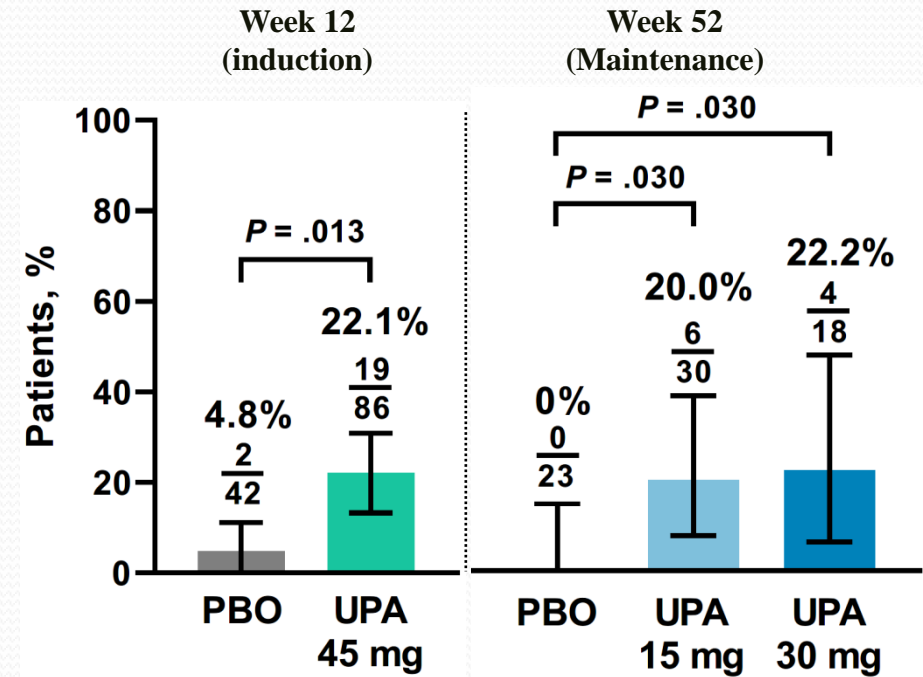 Week 12
(induction)
Week 52
(Maintenance)
Patients, %
100
80
60
40
20
0
P = .013
4.8%
2
42
22.1%
19
86
PBO
UPA
45 mg
P = .030
P = .030
0%
0
23
20.0%
6
30
22.2%
4
18
PBO
UPA
15 mg
UPA
30 mg